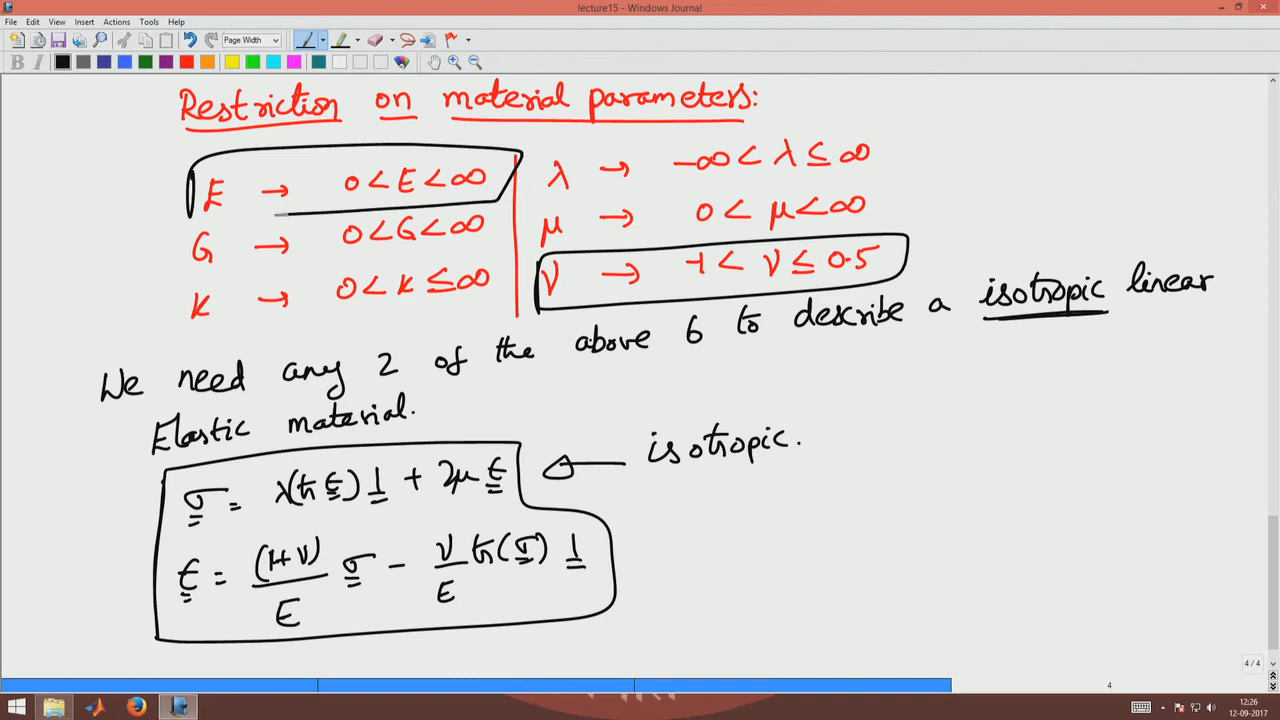 lecture15 - Windows Journal
File Edit View Insert Actions Tools Help
Page Width
B I
Restriction on material parameters:
E → 0 < E < ∞
G → 0 < G < ∞
K → 0 < K ≤ ∞
λ → -∞ < λ ≤ ∞
μ → 0 < μ < ∞
ν → -1 < ν ≤ 0.5
We need any 2 of the above 6 to describe a isotropic linear
Elastic material.
σ = λ(tr ε) 1 + 2μ ε
isotropic.
ε = (1+ν)/E σ - ν/E tr(σ) 1
4/4
4
12:26
12-09-2017